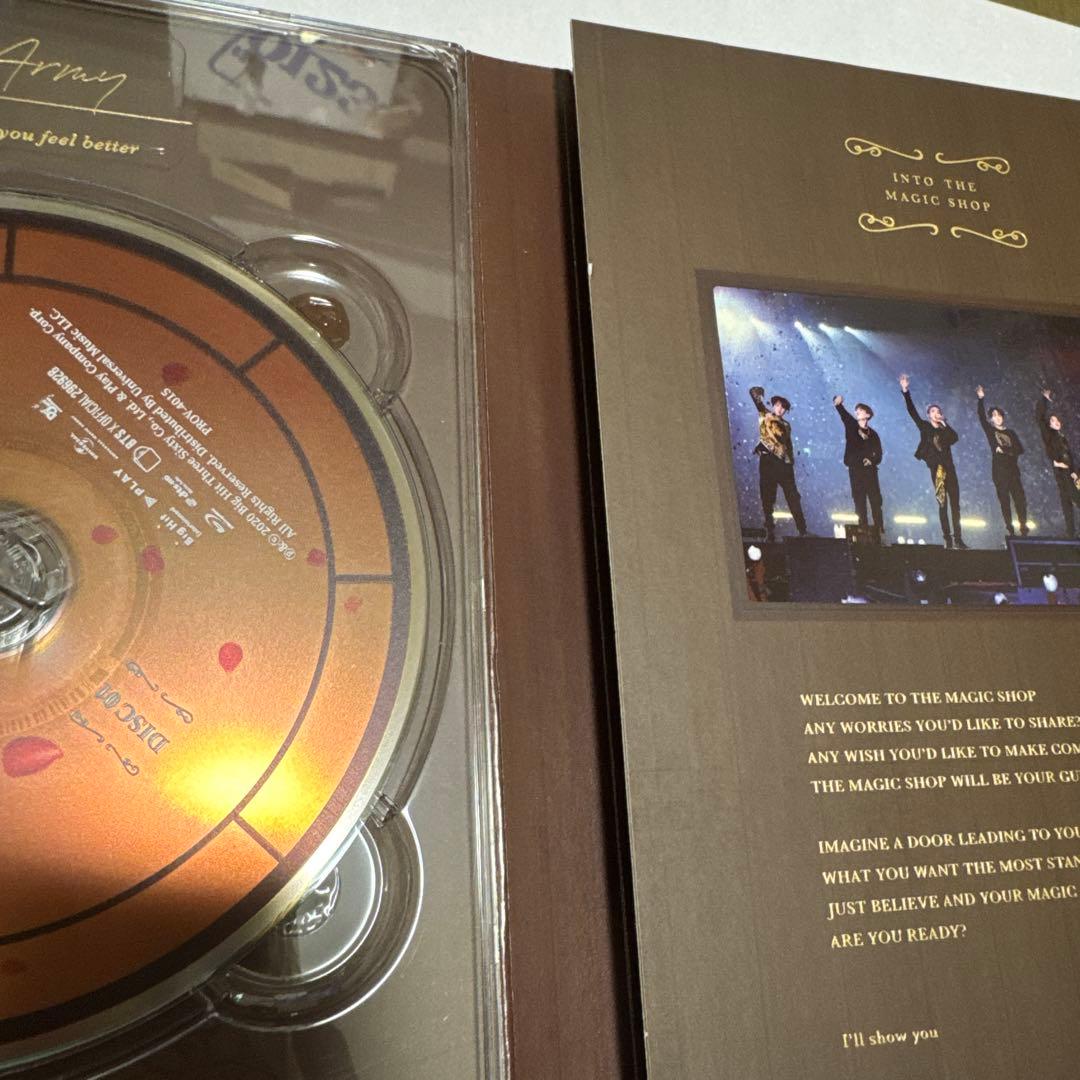 Army
you feel better
℗&© 2020 Big Hit Three Sixty Co., Ltd. & Play Company Corp.
All Rights Reserved. Distributed by Universal Music LLC.
PROV-4015
BTS X OFFICIAL 296928
PLAY
Big Hit
Entertainment
DISC 01
INTO THE
MAGIC SHOP
WELCOME TO THE MAGIC SHOP
ANY WORRIES YOU'D LIKE TO SHARE?
ANY WISH YOU'D LIKE TO MAKE COM
THE MAGIC SHOP WILL BE YOUR GU
IMAGINE A DOOR LEADING TO YOU
WHAT YOU WANT THE MOST STAN
JUST BELIEVE AND YOUR MAGIC
ARE YOU READY?
I'll show you